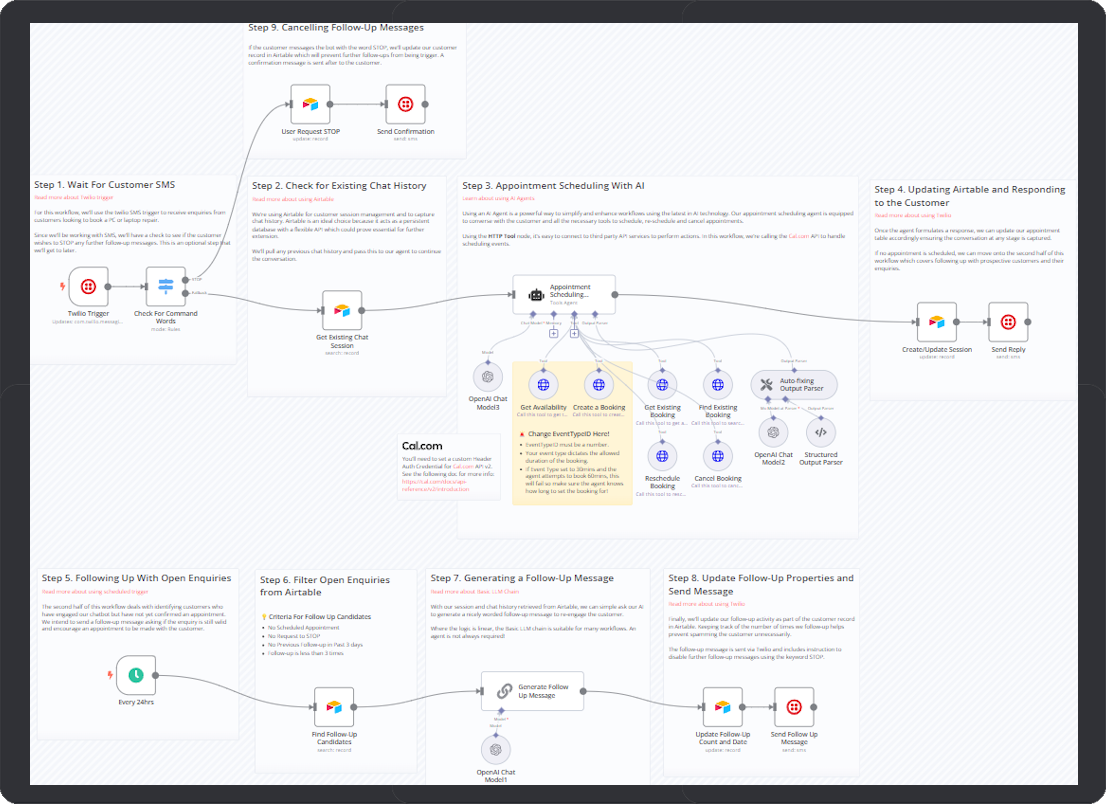 Step 9. Cancelling Follow-Up Messages
If the customer messages the bot with the word STOP, we'll update our customer
record in Airtable which will prevent further follow-ups from being trigger. A
confirmation message is sent after to the customer.
User Request STOP
update: record
Send Confirmation
send: sms
Step 1. Wait For Customer SMS
Read more about Twilio trigger
For this workflow, we'll use the twilio SMS trigger to receive enquires from
customers looking to book a PC or laptop repair.
Since we'll be working with SMS, we'll have a check to see if the customer
wishes to STOP any further follow-up messages. This is an optional step that
we'll get to later.
STOP
Fallback
Twilio Trigger
updates: com.twilio.messagi...
Check For Command
Words
mode: Rules
Step 2. Check for Existing Chat History
Read more about using Airtable
We're using Airtable for customer session management and to capture
chat history. Airtable is an ideal choice because it acts as a persistent
database with a flexible API which could prove essential for further
extension.
We'll pull any previous chat history and pass this to our agent to continue
the conversation.
Get Existing Chat
Session
search: record
Step 3. Appointment Scheduling With AI
Learn about using AI Agents
Using an AI Agent is a powerful way to simplify and enhance workflows using the latest in AI technology. Our appointment scheduling agent is equipped
to converse with the customer and all the necessary tools to schedule, re-schedule and cancel appointments.
Using the HTTP Tool node, it's easy to connect to third party API services to perform actions. In this workflow, we're calling the Cal.com API to handle
scheduling events.
Appointment
Scheduling...
Tools Agent
Chat Model * Memory Tool Output Parser
Model
OpenAI Chat
Model3
Tool
Get Availability
Call this tool to get t...
Tool
Create a Booking
Call this tool to creat...
Tool
Get Existing
Booking
Call this tool to get a...
Tool
Find Existing
Booking
Call this tool to searc...
Output Parser
Auto-fixing
Output Parser
Output Parser
OpenAI Chat
Model2
Structured
Output Parser
Change EventTypeID Here!
EventTypeID must be a number.
Your event type dictates the allowed
duration of the booking.
If Event Type set to 30mins and the
agent attempts to book 60mins, this
will fail so make sure the agent knows
how long to set the booking for!
Tool
Reschedule
Booking
Call this tool to resc...
Tool
Cancel Booking
Call this tool to canc...
Cal.com
You'll need to set a custom Header
Auth Credential for Cal.com API v2.
See the following doc for more info:
https://cal.com/docs/api-
reference/v2/introduction
Step 4. Updating Airtable and Responding
to the Customer
Read more about using Twilio
Once the agent formulates a response, we can update our appointment
table accordingly ensuring the conversation at any stage is captured.
If no appointment is scheduled, we can move onto the second half of this
workflow which covers following up with prospective customers and their
enquiries.
Create/Update Session
update: record
Send Reply
send: sms
Step 5. Following Up With Open Enquiries
Read more about using scheduled trigger
The second half of this workflow deals with identifying customers who
have engaged our chatbot but have not yet confirmed an appointment.
We intend to send a follow-up message asking if the enquiry is still valid
and encourage an appointment to be made with the customer.
Every 24hrs
Step 6. Filter Open Enquiries
from Airtable
Criteria For Follow Up Candidates
No Scheduled Appointment
No Request to STOP
No Previous Follow-up in Past 3 days
Follow-up is less than 3 times
Find Follow-Up
Candidates
search: record
Step 7. Generating a Follow-Up Message
Read more about Basic LLM Chain
With our session and chat history retrieved from Airtable, we can simple ask our AI
to generate a nicely worded follow-up message to re-engage the customer.
Where the logic is linear, the Basic LLM chain is suitable for many workflows. An
agent is not always required!
Generate Follow
Up Message
Model *
Model
OpenAI Chat
Model1
Step 8. Update Follow-Up Properties and
Send Message
Read more about using Twilio
Finally, we'll update our follow-up activity as part of the customer record
in Airtable. Keeping track of the number of times we follow-up helps
prevent spamming the customer unnecessarily.
The follow-up message is sent via Twilio and includes instruction to
disable further follow-up messages using the keyword STOP.
Update Follow-Up
Count and Date
update: record
Send Follow Up
Message
send: sms